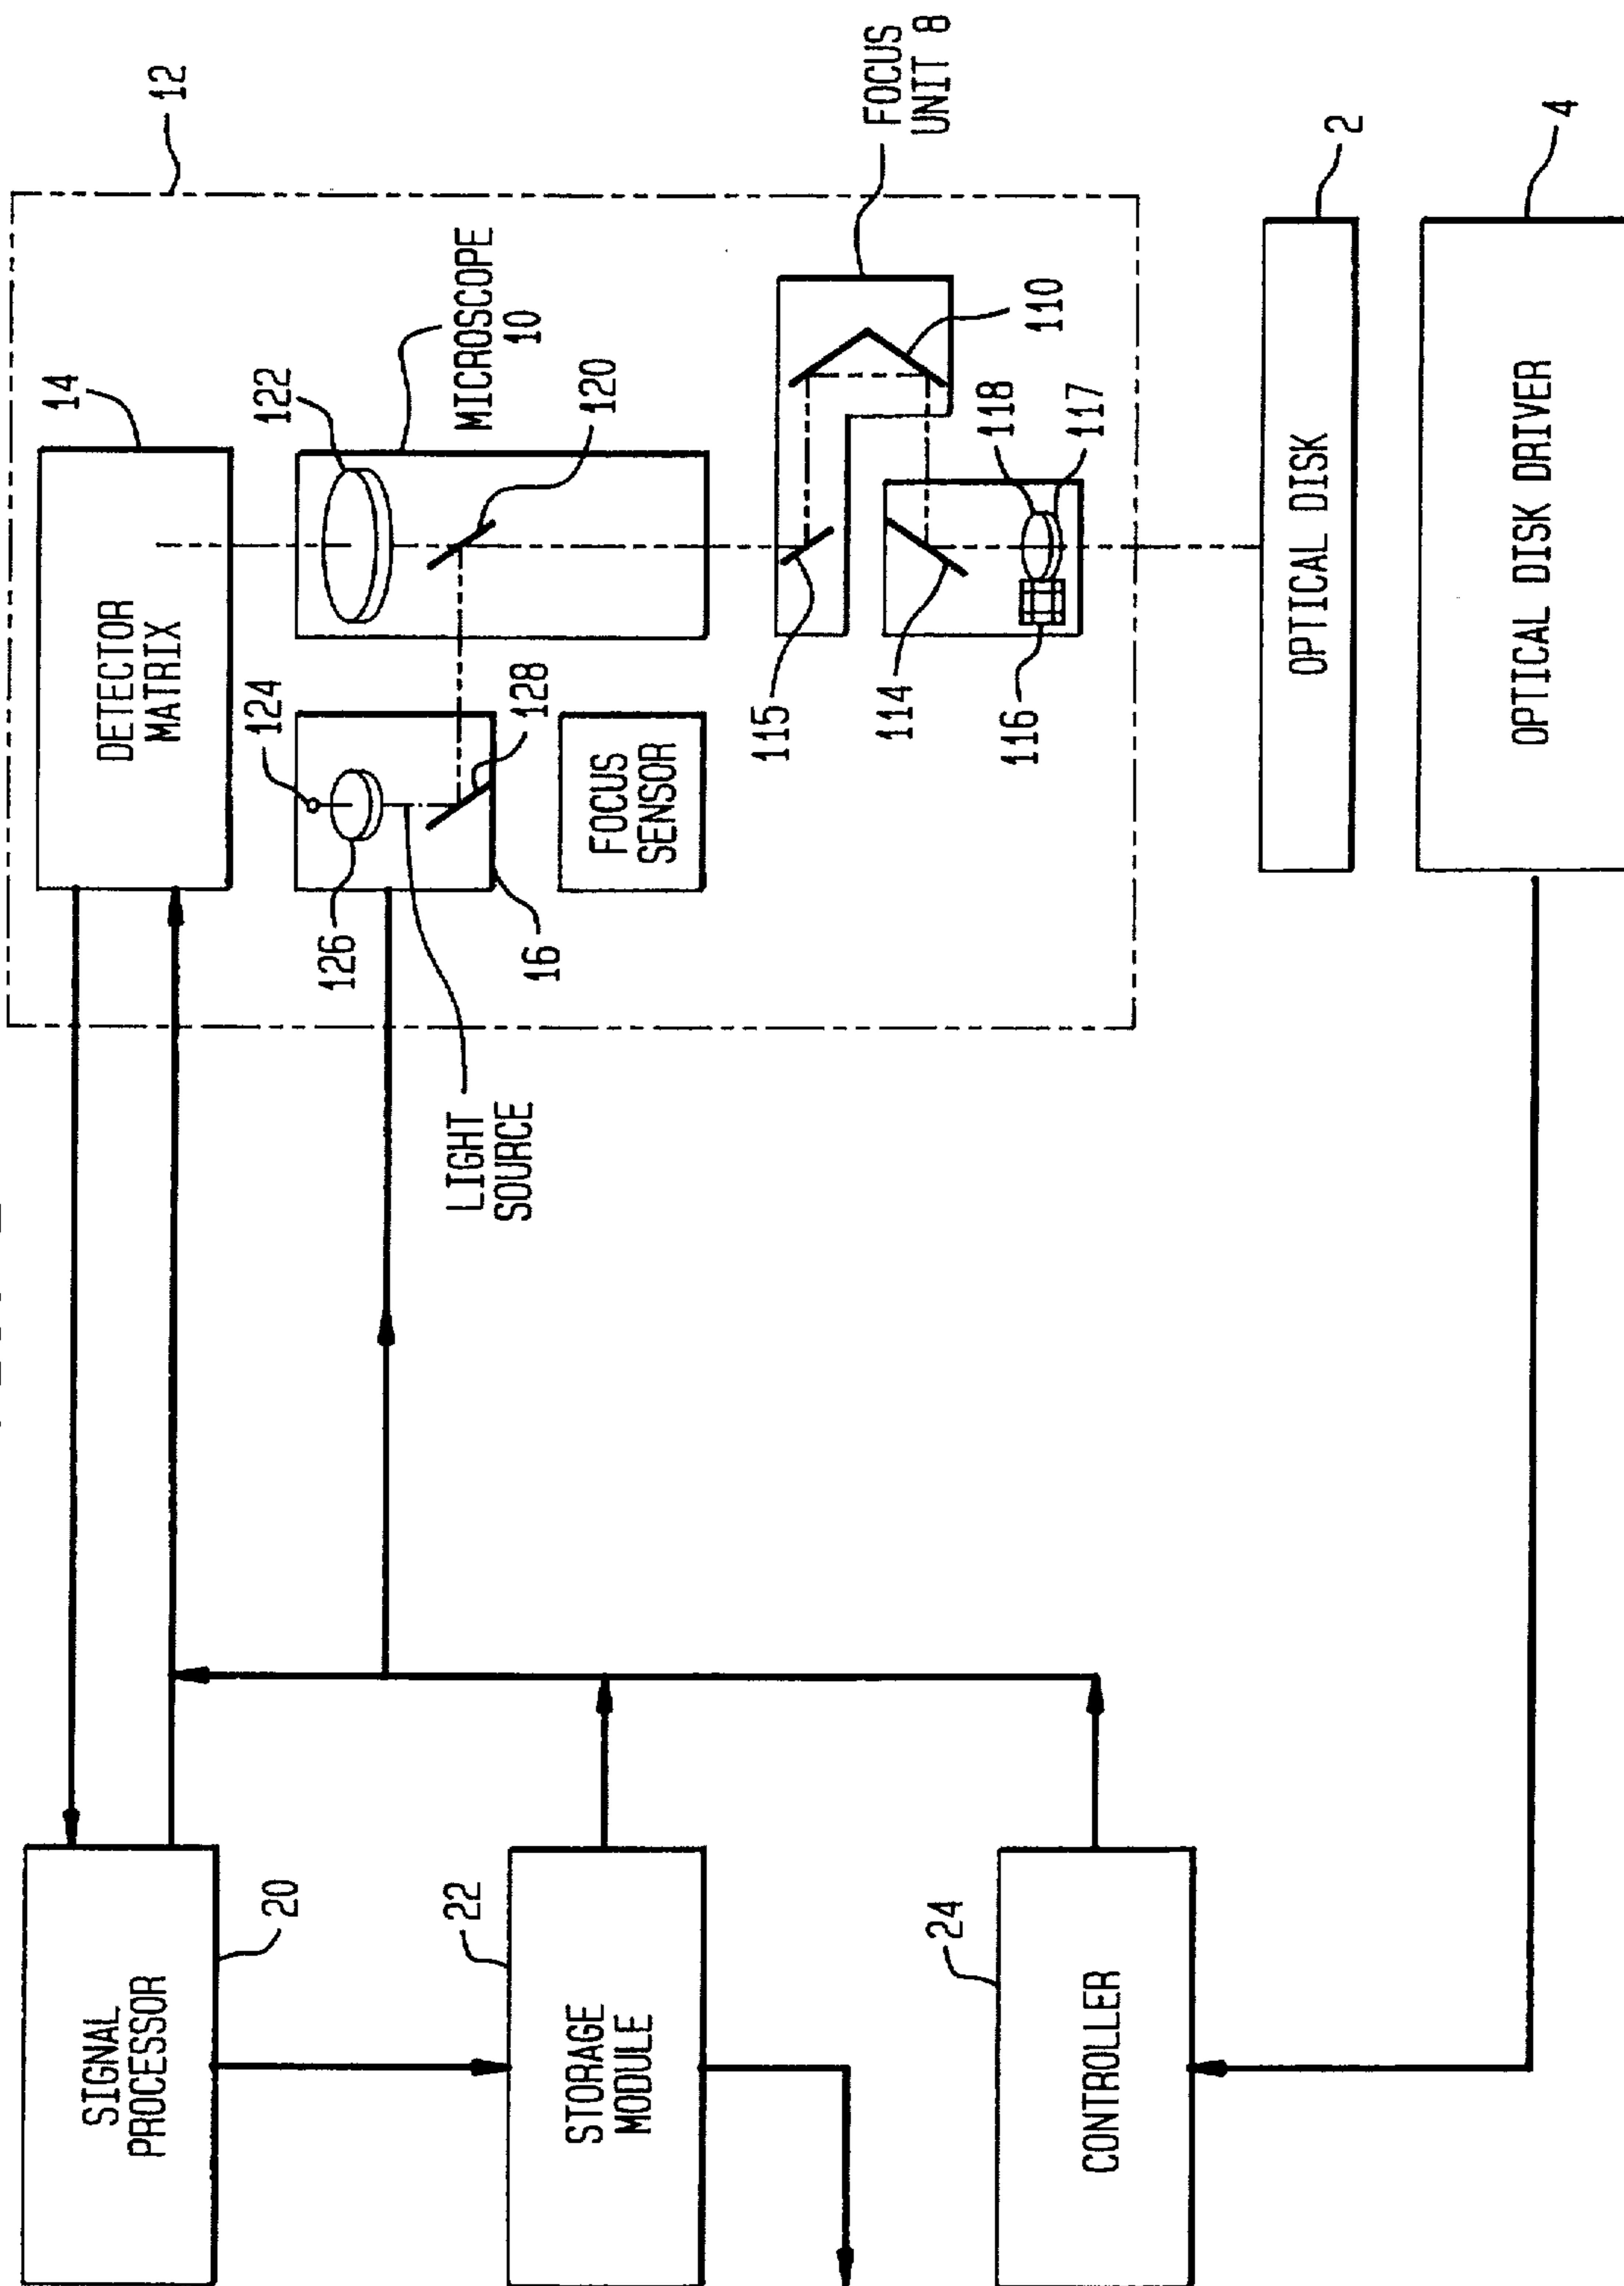 12
14
DETECTOR
MATRIX
122
MICROSCOPE
10
120
124
126
128
16
LIGHT
SOURCE
FOCUS
SENSOR
FOCUS
UNIT 8
110
115
114
118
117
116
OPTICAL DISK
2
OPTICAL DISK DRIVER
4
SIGNAL
PROCESSOR
20
STORAGE
MODULE
22
CONTROLLER
24